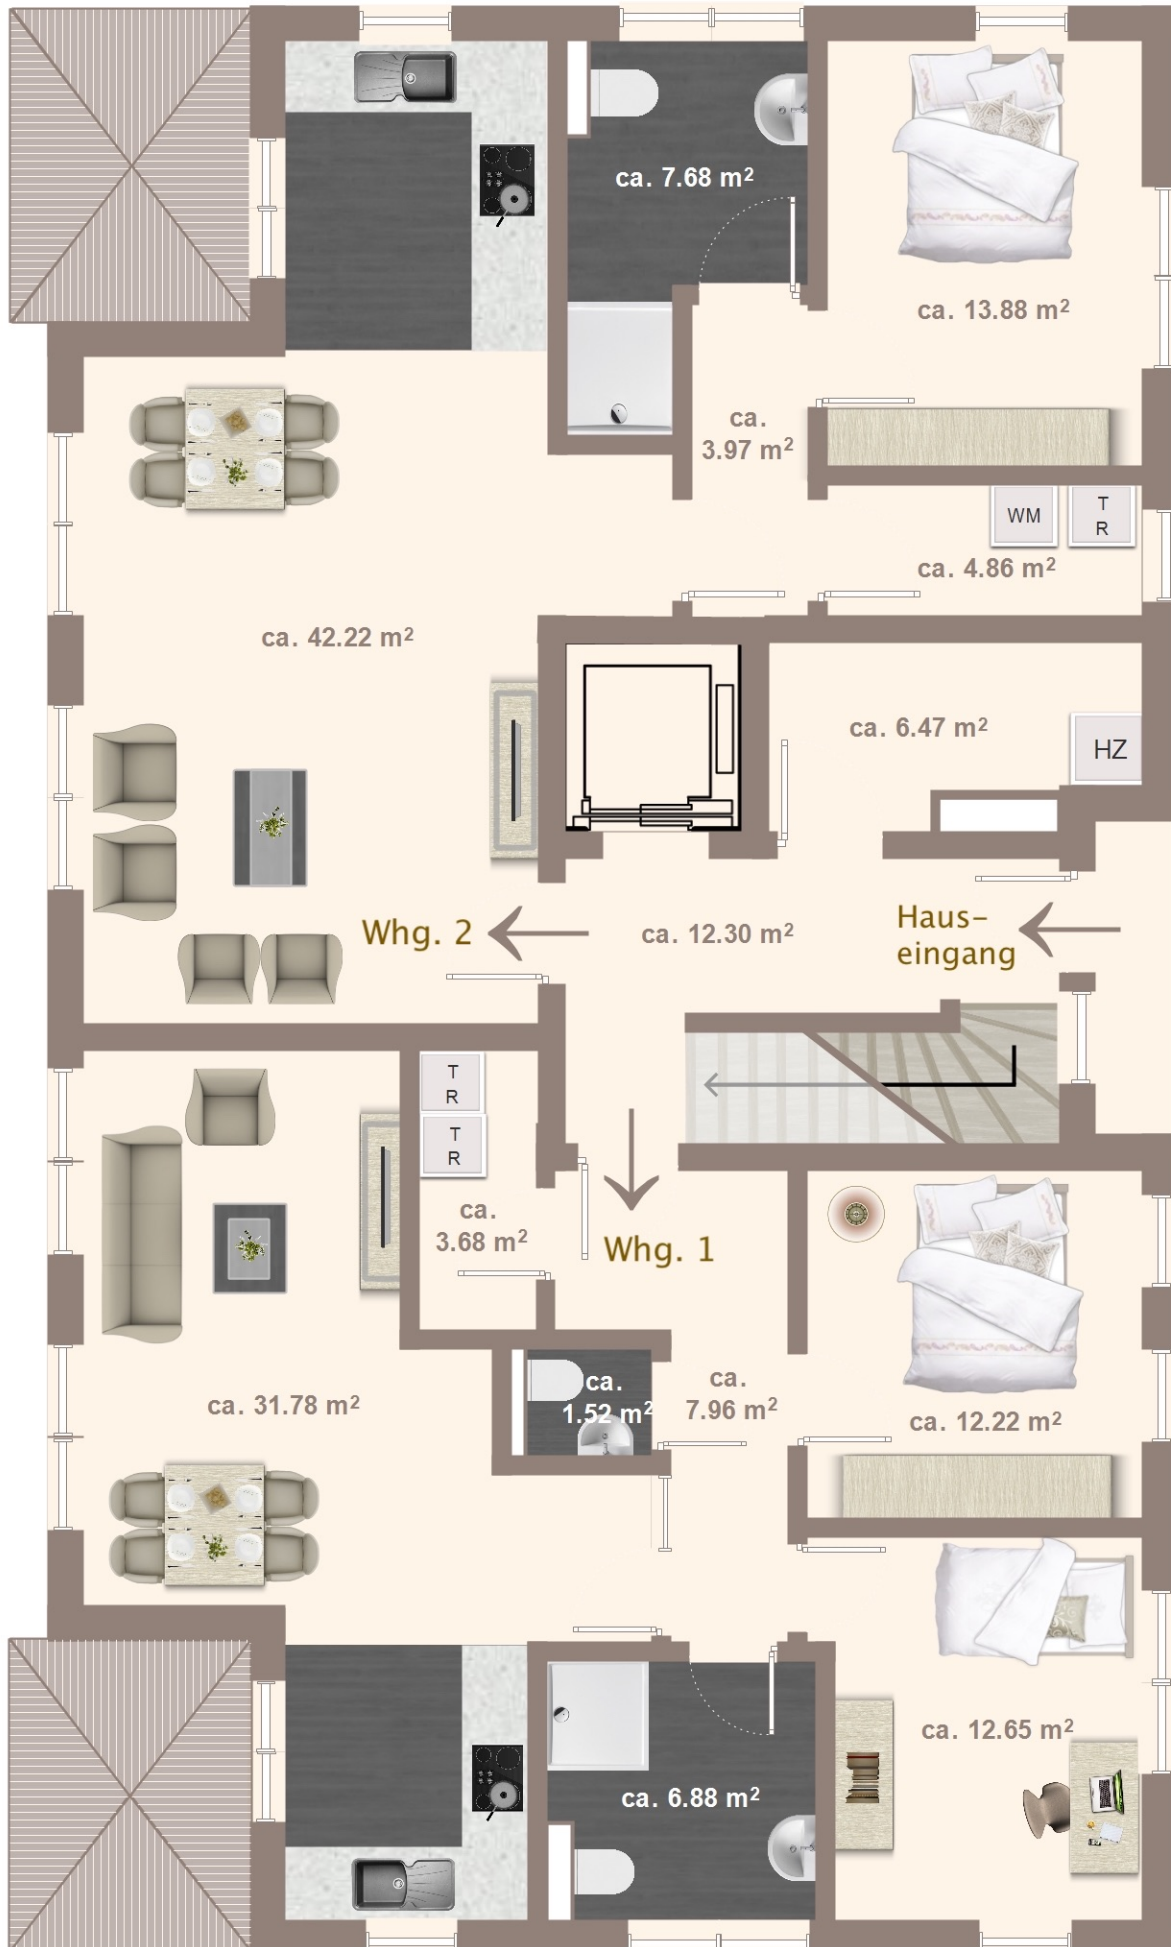 ca. 7.68 m²
ca. 13.88 m²
ca.
3.97 m²
WM
T
R
ca. 4.86 m²
ca. 42.22 m²
ca. 6.47 m²
HZ
Whg. 2
ca. 12.30 m²
Haus-
eingang
T
R
T
R
ca.
3.68 m²
Whg. 1
ca.
1.52 m²
ca.
7.96 m²
ca. 31.78 m²
ca. 12.22 m²
ca. 12.65 m²
ca. 6.88 m²